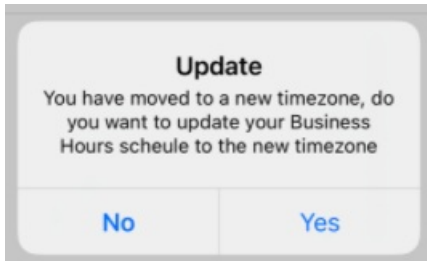 Update
You have moved to a new timezone, do
you want to update your Business
Hours scheule to the new timezone
No Yes